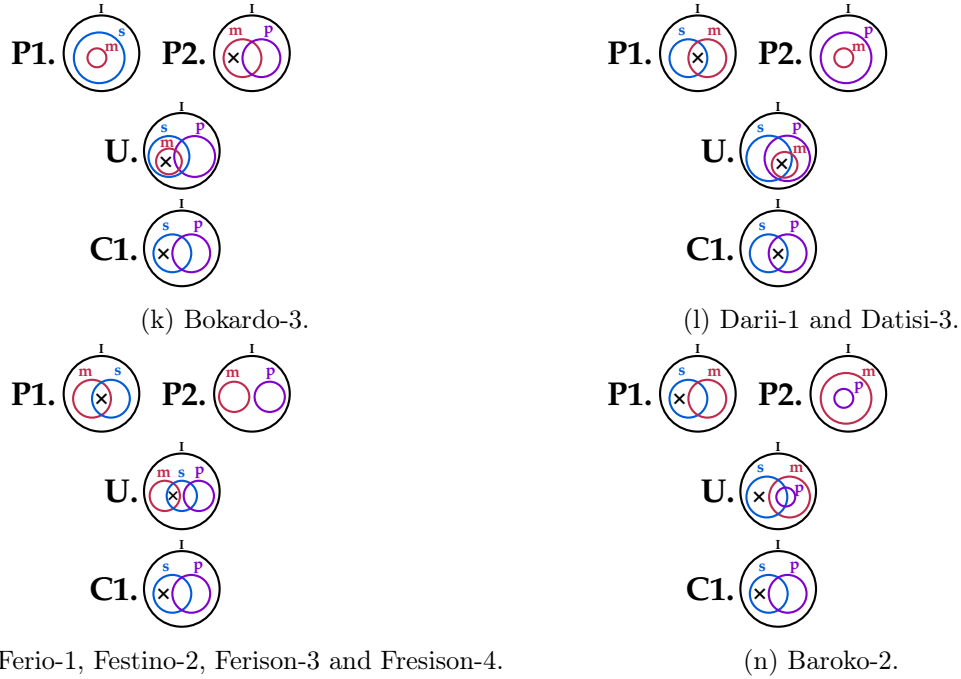 I I I I
P1. s m P2. m p P1. s m P2. p m
I I
U. s m p U. s p m
I I
C1. s p C1. s p
(k) Bokardo-3. (l) Darii-1 and Datisi-3.
I I I I
P1. m s P2. m p P1. s m P2. m p
I I
U. m s p U. s m p
I I
C1. s p C1. s p
Ferio-1, Festino-2, Ferison-3 and Fresison-4. (n) Baroko-2.